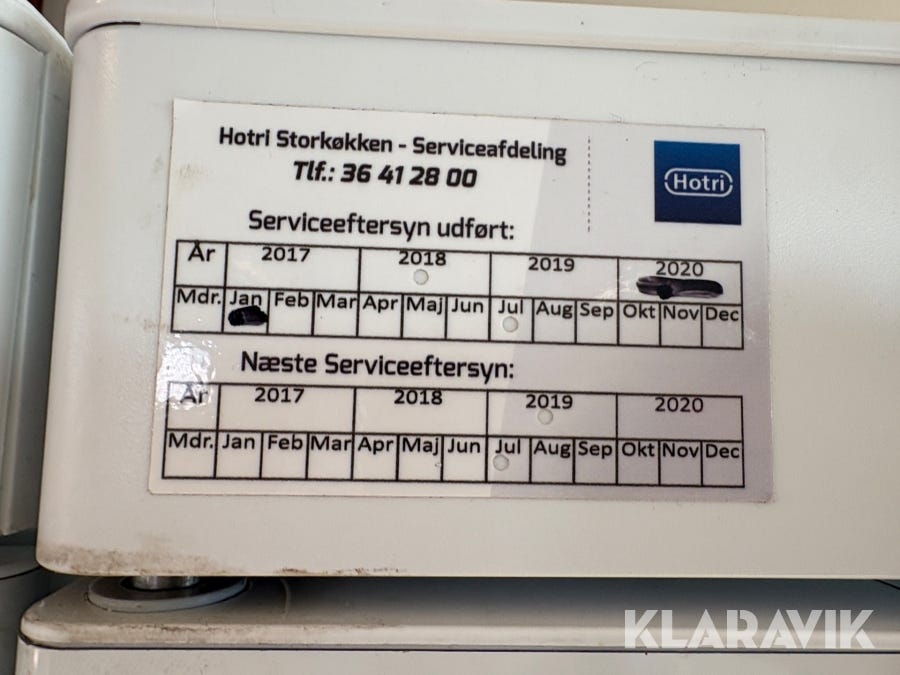 Hotri Storkøkken - Serviceafdeling
Tlf.: 36 41 28 00
Hotri
Serviceeftersyn udført:
År 2017 2018 2019 2020
Mdr. Jan Feb Mar Apr Maj Jun Jul Aug Sep Okt Nov Dec
Næste Serviceeftersyn:
År 2017 2018 2019 2020
Mdr. Jan Feb Mar Apr Maj Jun Jul Aug Sep Okt Nov Dec
KLARAVIK